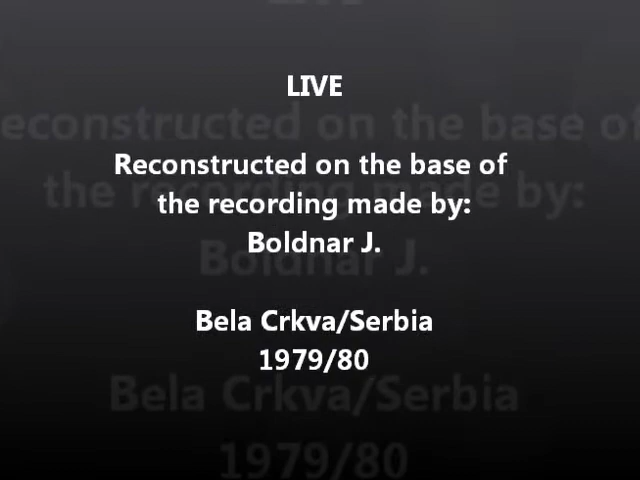 LIVE
Reconstructed on the base of
the recording made by:
Boldnar J.
Bela Crkva/Serbia
1979/80